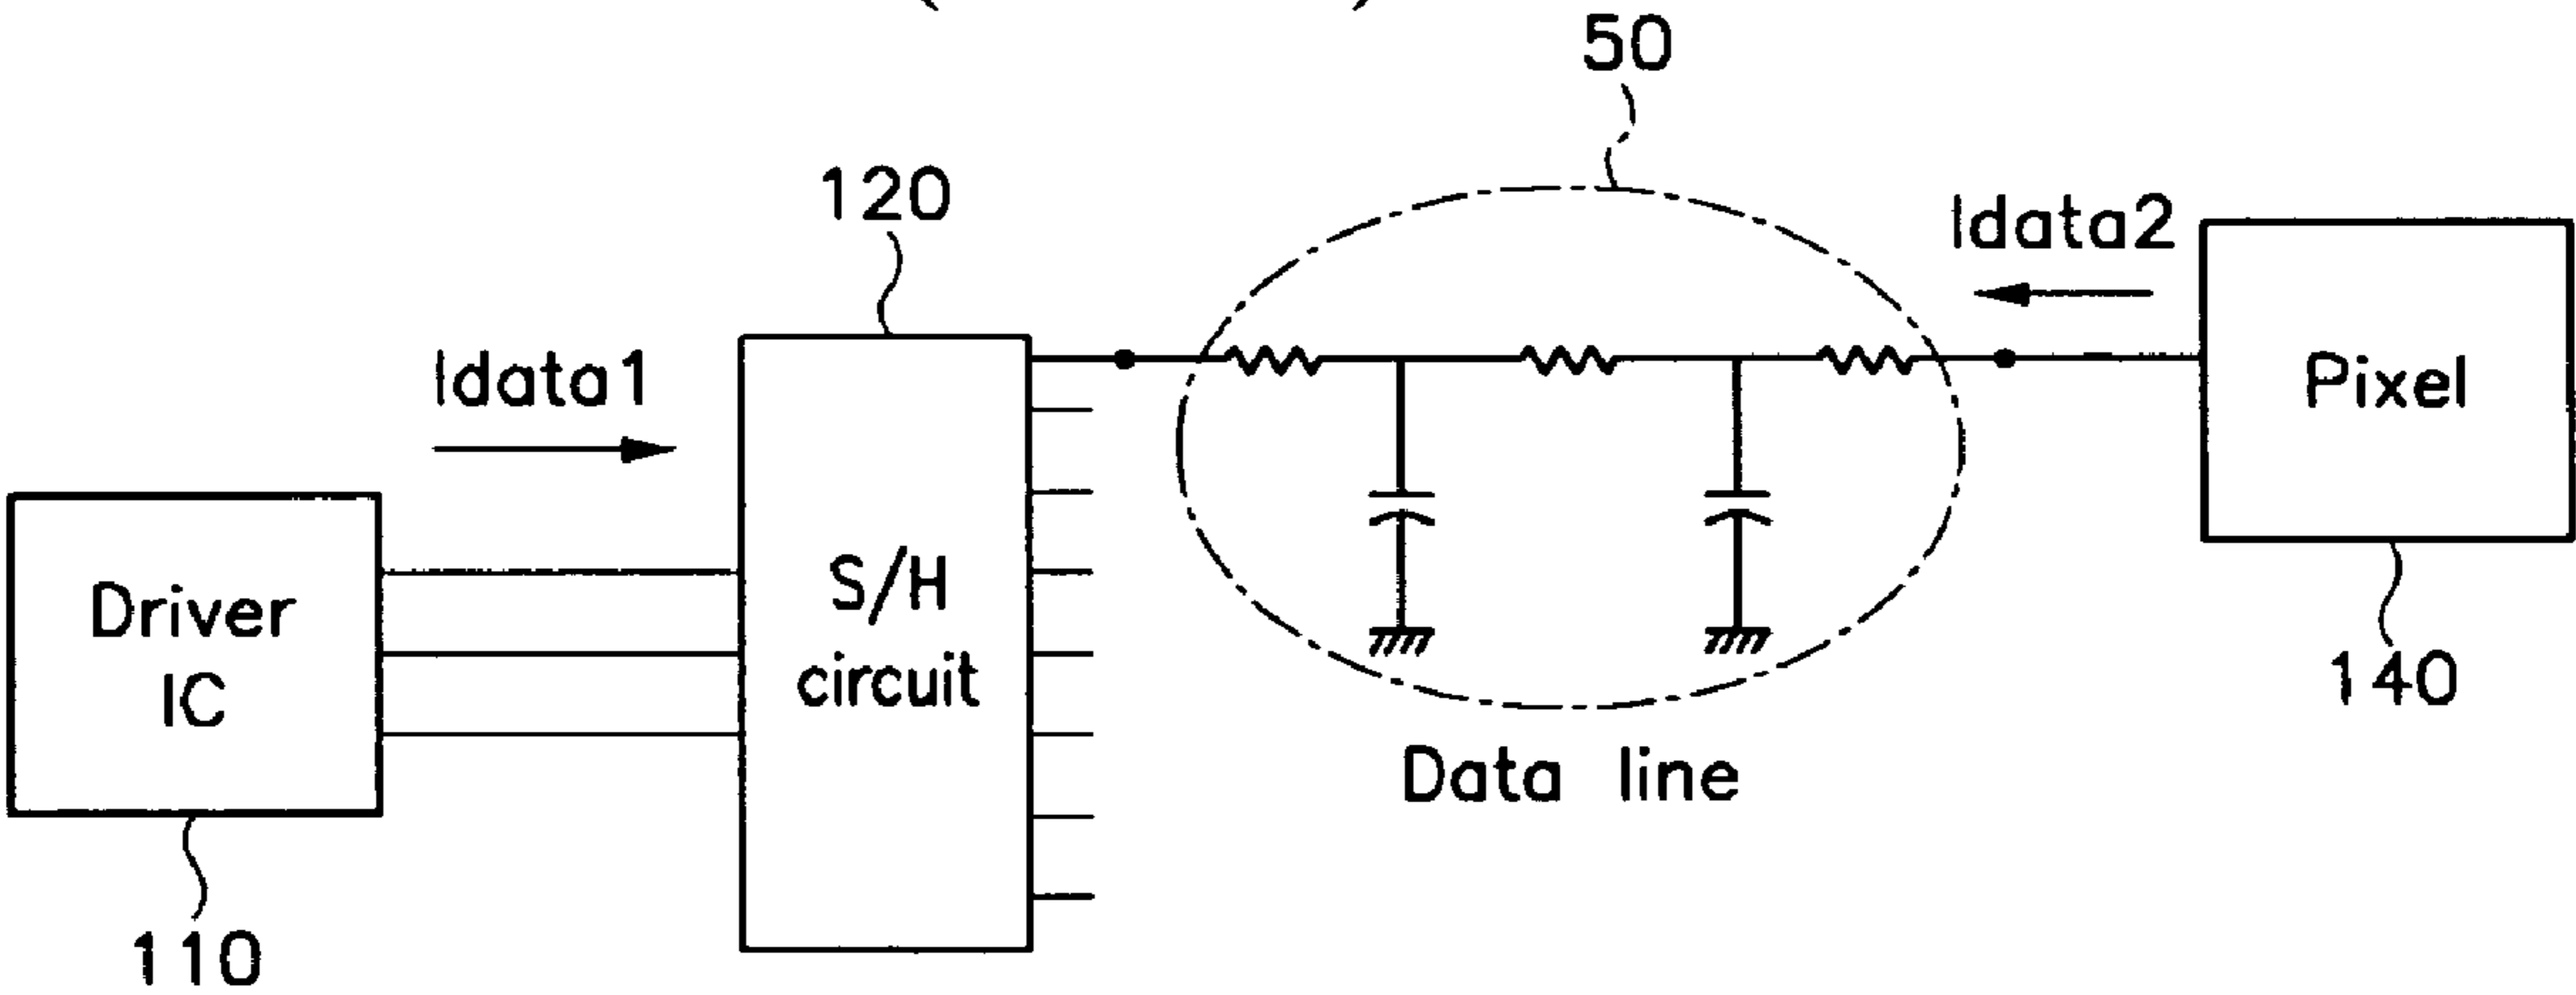 50
120
Idata2
Idata1
Pixel
S/H
circuit
Driver
IC
140
Data line
110